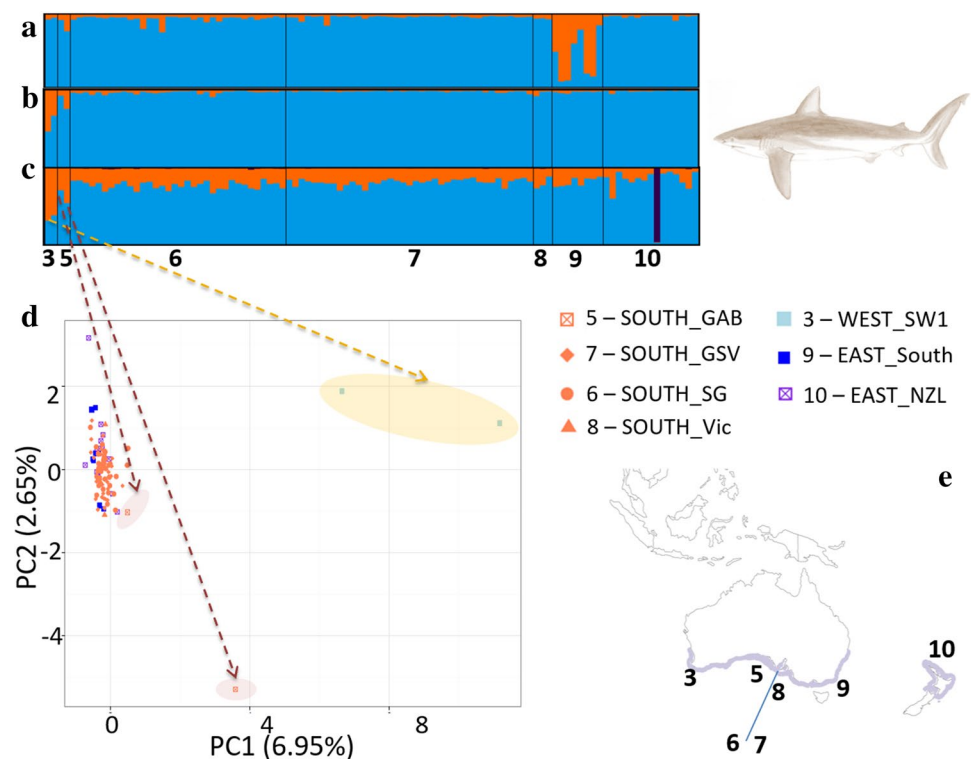 a
b
c
3 5 6 7 8 9 10
d
2
0
-2
-4
0 4 8
PC1 (6.95%)
PC2 (2.65%)
5 – SOUTH_GAB
7 – SOUTH_GSV
6 – SOUTH_SG
8 – SOUTH_Vic
3 – WEST_SW1
9 – EAST_South
10 – EAST_NZL
e
10
3 5 8 9
6 7